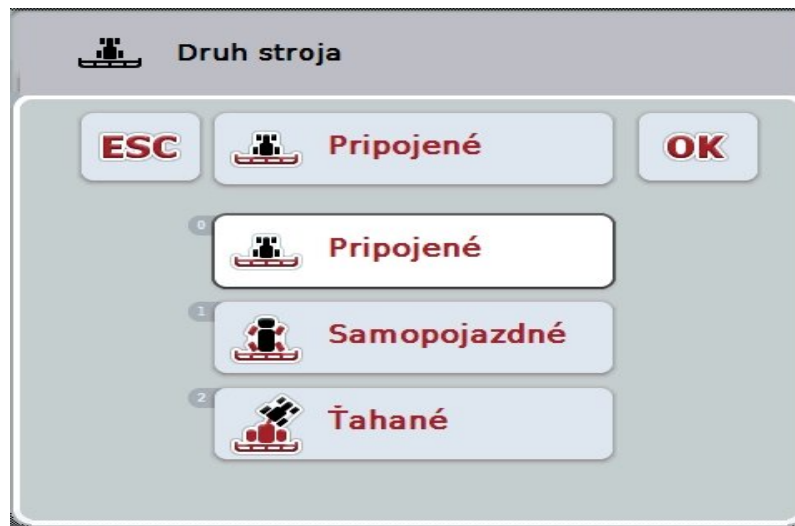 Druh stroja
ESC Pripojené OK
0 Pripojené
1 Samopojazdné
2 Ťahané